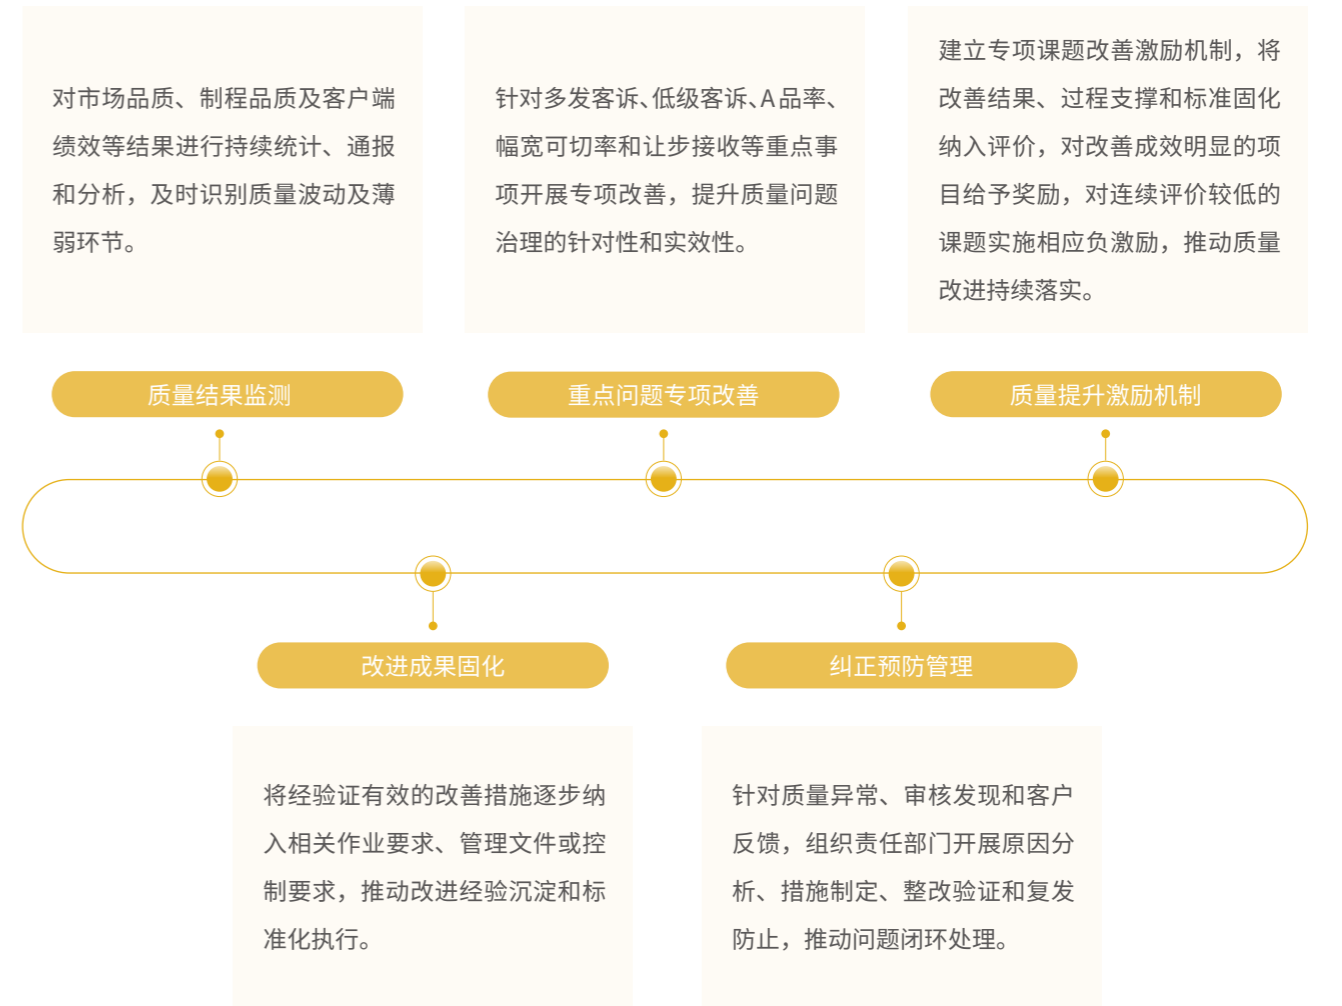 对市场品质、制程品质及客户端
绩效等结果进行持续统计、通报
和分析，及时识别质量波动及薄
弱环节。
针对多发客诉、低级客诉、A品率、
幅宽可切率和让步接收等重点事
项开展专项改善，提升质量问题
治理的针对性和实效性。
建立专项课题改善激励机制，将
改善结果、过程支撑和标准固化
纳入评价，对改善成效明显的项
目给予奖励，对连续评价较低的
课题实施相应负激励，推动质量
改进持续落实。
质量结果监测
重点问题专项改善
质量提升激励机制
改进成果固化
纠正预防管理
将经验证有效的改善措施逐步纳
入相关作业要求、管理文件或控
制要求，推动改进经验沉淀和标
准化执行。
针对质量异常、审核发现和客户
反馈，组织责任部门开展原因分
析、措施制定、整改验证和复发
防止，推动问题闭环处理。